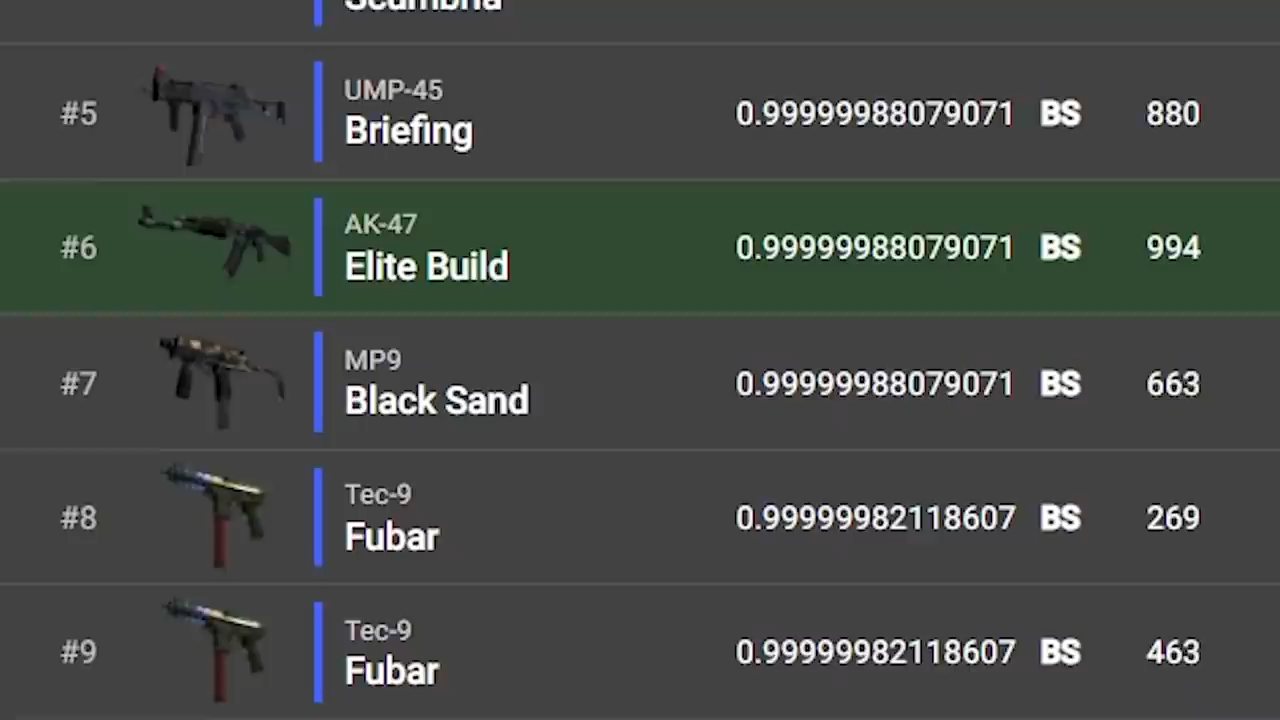 Scumbria
#5 UMP-45 Briefing 0.99999988079071 BS 880
#6 AK-47 Elite Build 0.99999988079071 BS 994
#7 MP9 Black Sand 0.99999988079071 BS 663
#8 Tec-9 Fubar 0.99999982118607 BS 269
#9 Tec-9 Fubar 0.99999982118607 BS 463